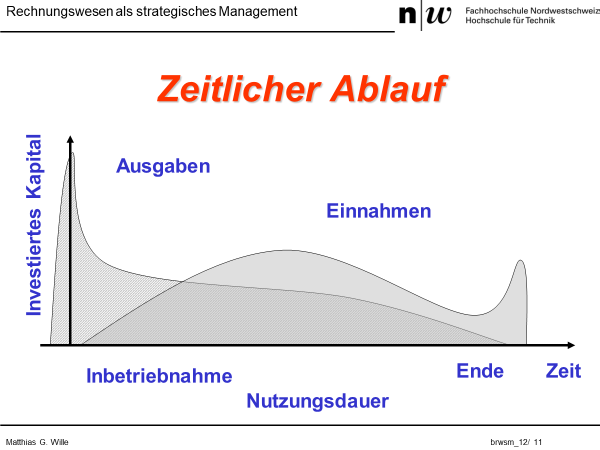 Rechnungswesen als strategisches Management
n|w Fachhochschule Nordwestschweiz
Hochschule für Technik
Zeitlicher Ablauf
Investiertes Kapital
Ausgaben
Einnahmen
Inbetriebnahme
Ende
Zeit
Nutzungsdauer
Matthias G. Wille
brwsm_12/ 11